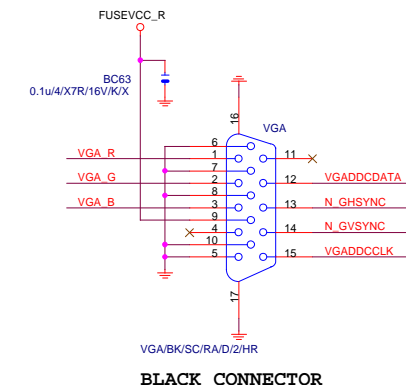 FUSEVCC_R
BC63
0.1u/4/X7R/16V/K/X
16
VGA
6
VGA_R 1 11
7
VGA_G 2 12 VGADDCDATA
8
VGA_B 3 13 N_GHSYNC
9
4 14 N_GVSYNC
10
5 15 VGADDCCLK
17
VGA/BK/SC/RA/D/2/HR
BLACK CONNECTOR